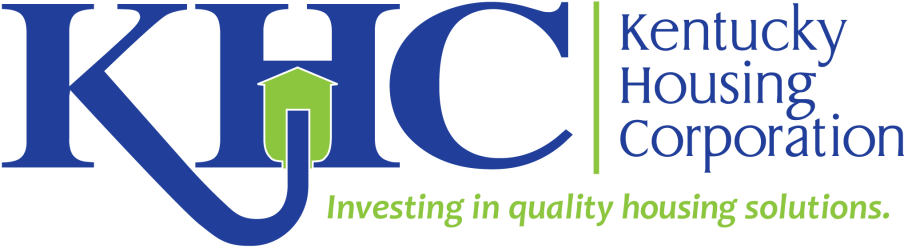 KHC
Kentucky
Housing
Corporation
Investing in quality housing solutions.